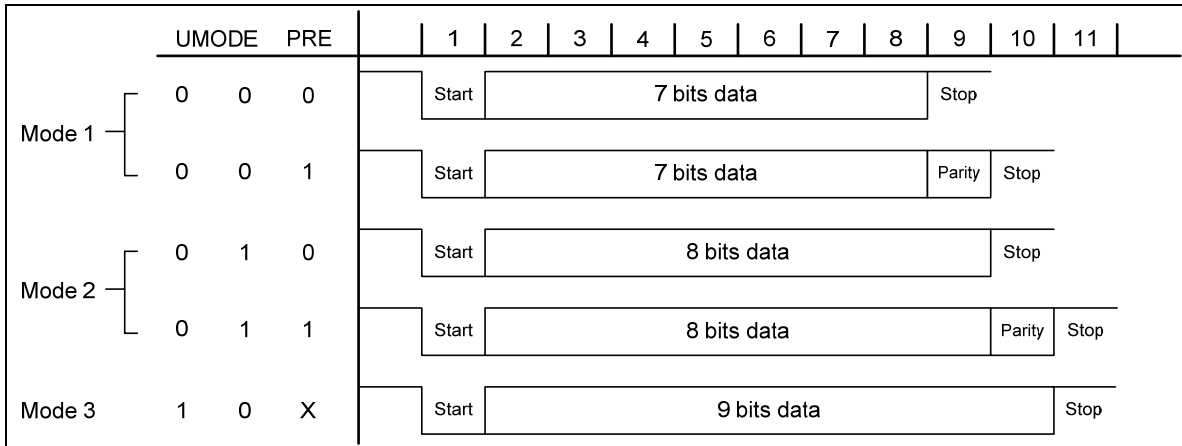 UMODE PRE 1 2 3 4 5 6 7 8 9 10 11
0 0 0 Start 7 bits data Stop
Mode 1
0 0 1 Start 7 bits data Parity Stop
0 1 0 Start 8 bits data Stop
Mode 2
0 1 1 Start 8 bits data Parity Stop
Mode 3 1 0 X Start 9 bits data Stop